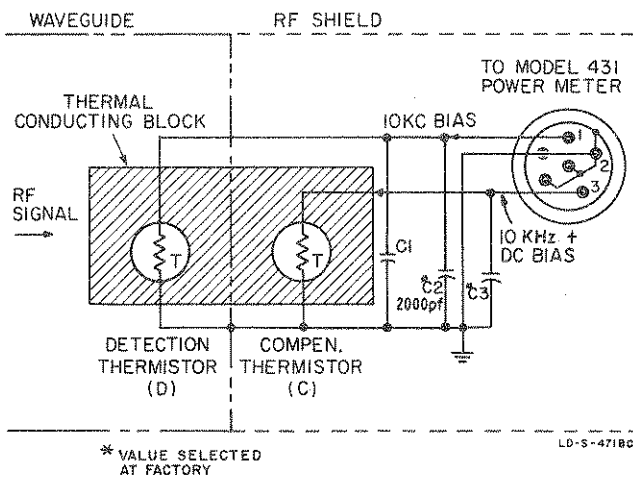 WAVEGUIDE
RF SHIELD
TO MODEL 431
POWER METER
THERMAL
CONDUCTING BLOCK
10KC BIAS
1
2
3
RF
SIGNAL
T
T
C1
*C2
2000pf
*C3
10 KHz +
DC BIAS
DETECTION
THERMISTOR
(D)
COMPEN.
THERMISTOR
(C)
* VALUE SELECTED
AT FACTORY
LD-S-471BC